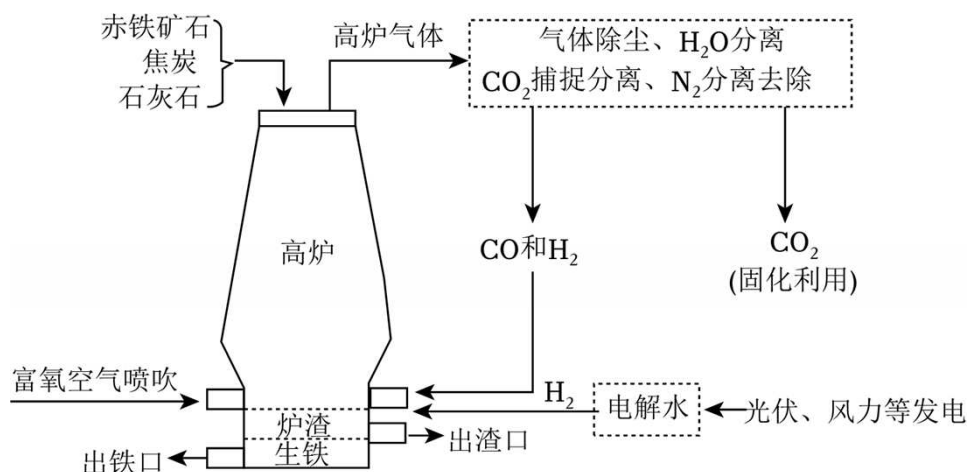 赤铁矿石
焦炭
石灰石
高炉气体
气体除尘、H₂O分离
CO₂捕捉分离、N₂分离去除
高炉
CO和H₂
CO₂
(固化利用)
富氧空气喷吹
H₂
电解水
光伏、风力等发电
炉渣
出渣口
生铁
出铁口